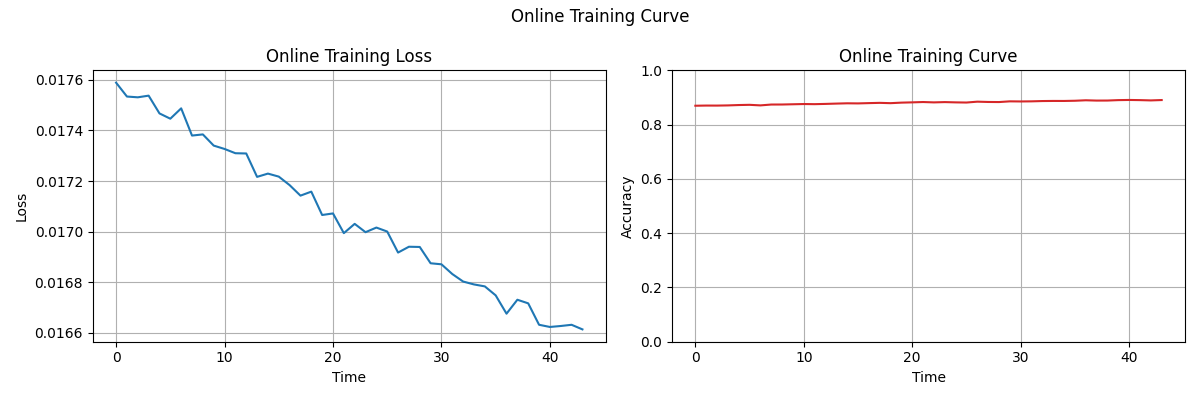 Online Training Curve
Online Training Loss
0.0176
0.0174
0.0172
0.0170
0.0168
0.0166
Loss
0 10 20 30 40
Time
Online Training Curve
1.0
0.8
0.6
0.4
0.2
0.0
Accuracy
0 10 20 30 40
Time